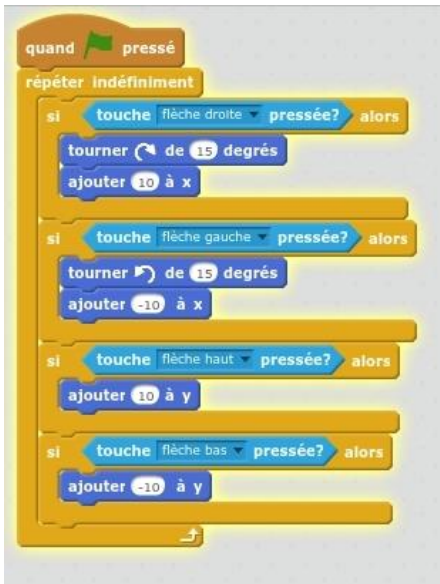 quand pressé
répéter indéfiniment
si touche flèche droite pressée? alors
tourner de 15 degrés
ajouter 10 à x
si touche flèche gauche pressée? alors
tourner de 15 degrés
ajouter -10 à x
si touche flèche haut pressée? alors
ajouter 10 à y
si touche flèche bas pressée? alors
ajouter -10 à y